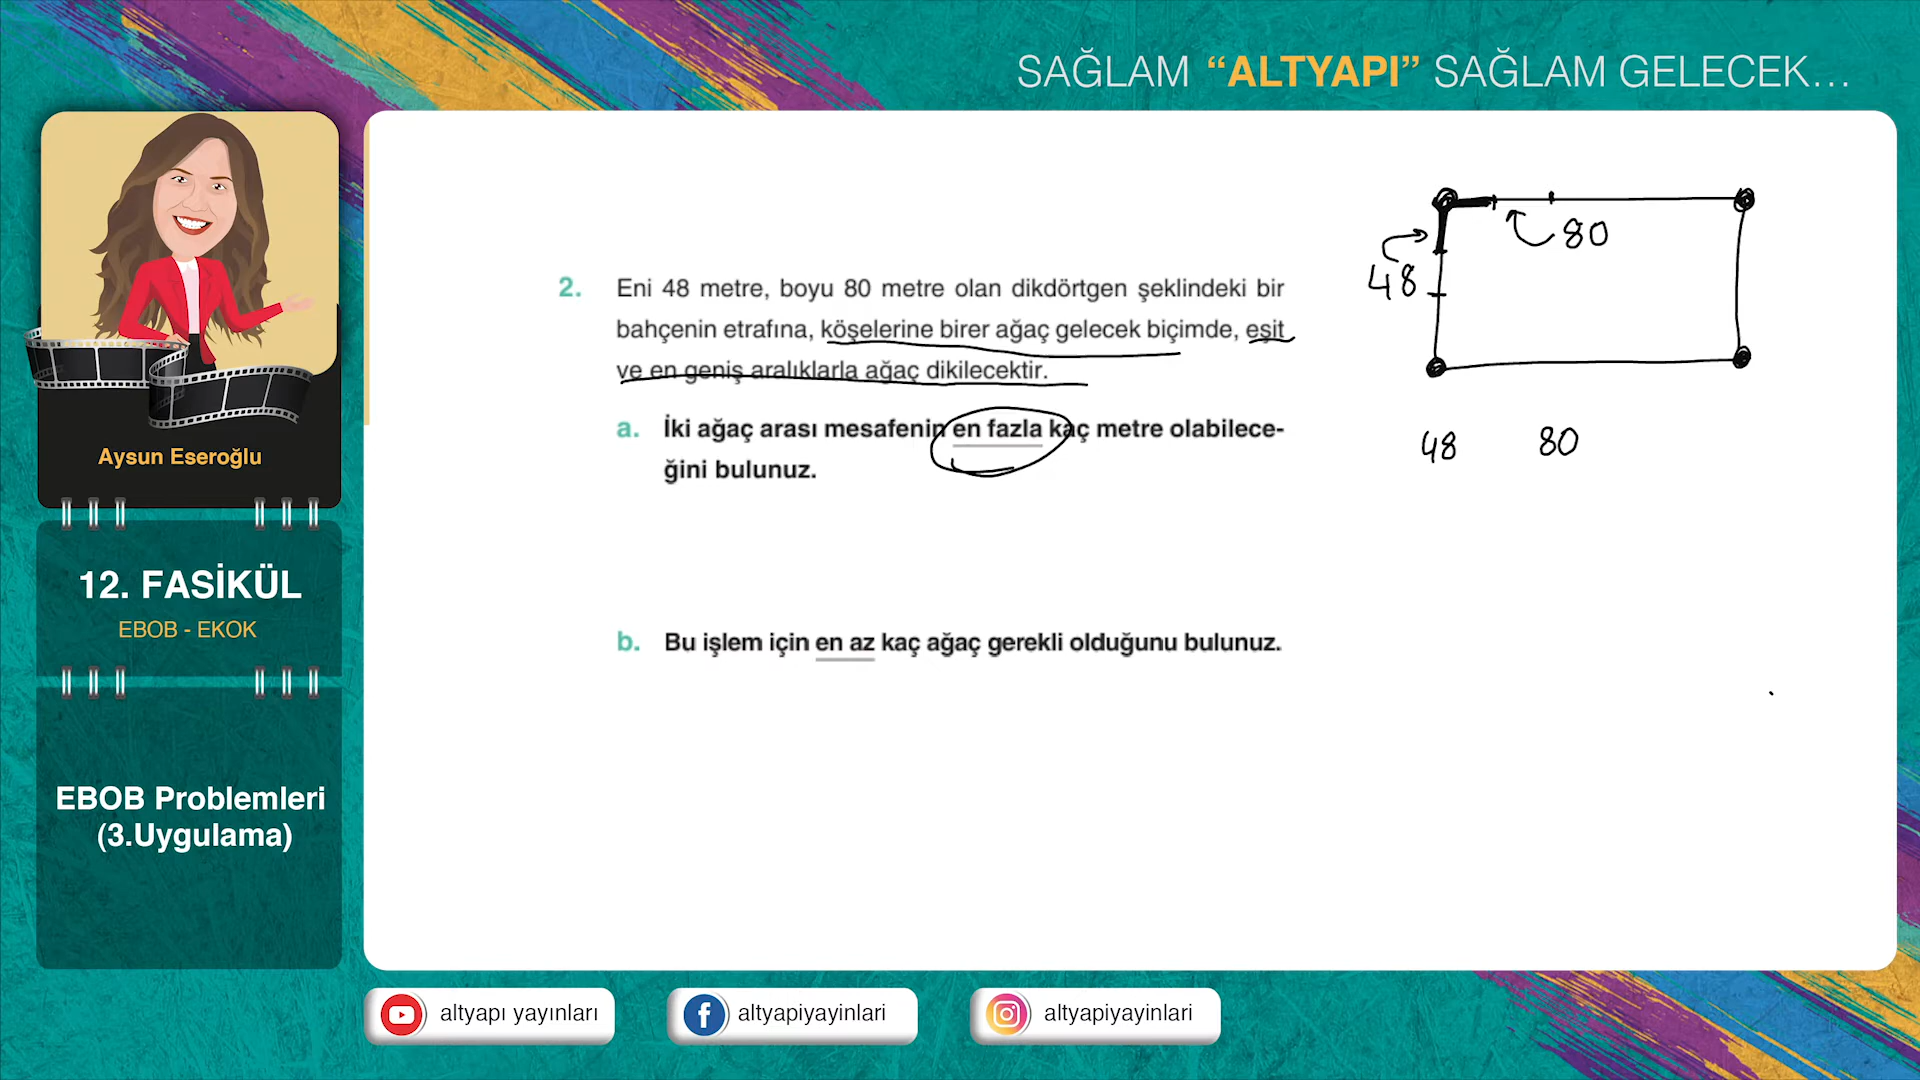 SAĞLAM “ALTYAPI” SAĞLAM GELECEK...
Aysun Eseroğlu
12. FASİKÜL
EBOB - EKOK
EBOB Problemleri
(3.Uygulama)
2. Eni 48 metre, boyu 80 metre olan dikdörtgen şeklindeki bir
bahçenin etrafına, köşelerine birer ağaç gelecek biçimde, eşit
ve en geniş aralıklarla ağaç dikilecektir.
a. İki ağaç arası mesafenin en fazla kaç metre olabilece-
ğini bulunuz.
b. Bu işlem için en az kaç ağaç gerekli olduğunu bulunuz.
80
48
48 80
altyapı yayınları
altyapiyayinlari
altyapiyayinlari